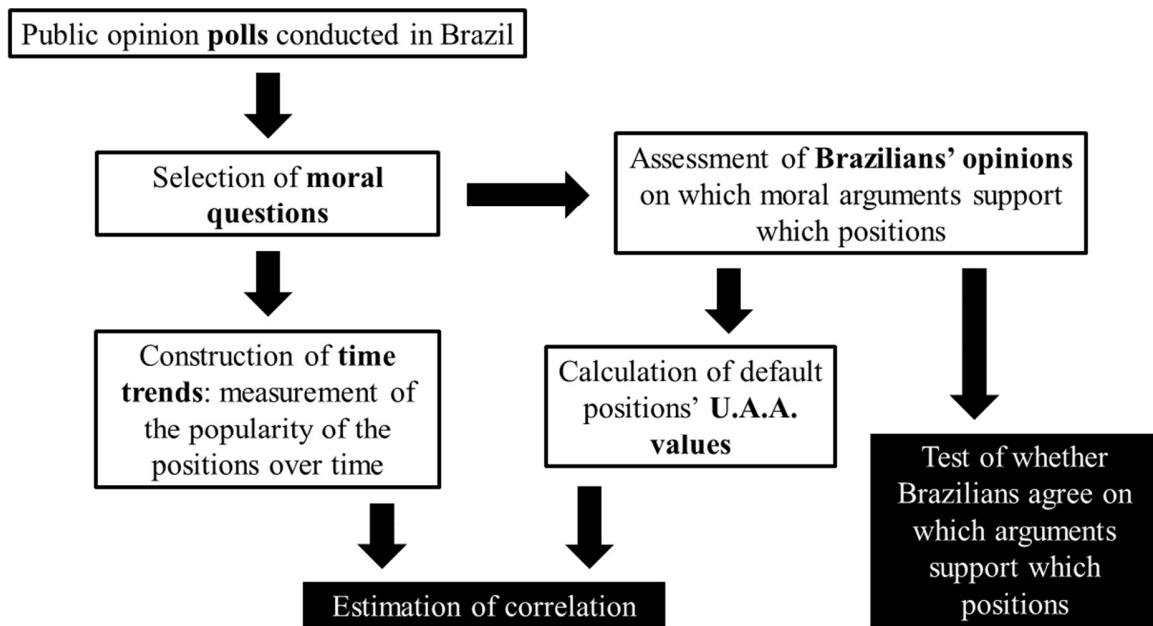 Public opinion polls conducted in Brazil
Selection of moral
questions
Assessment of Brazilians’ opinions
on which moral arguments support
which positions
Construction of time
trends: measurement of
the popularity of the
positions over time
Calculation of default
positions’ U.A.A.
values
Test of whether
Brazilians agree on
which arguments
support which
positions
Estimation of correlation